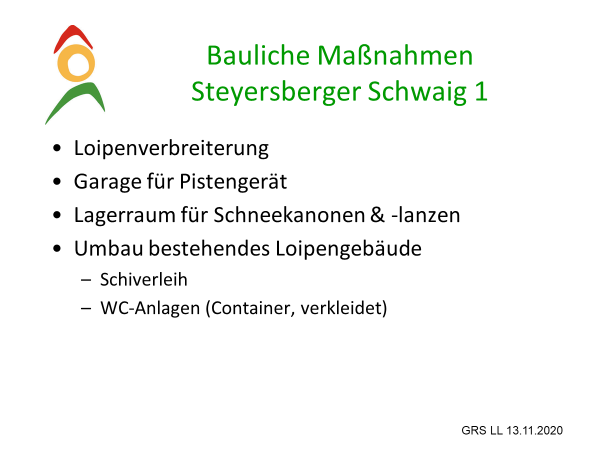 Bauliche Maßnahmen
Steyersberger Schwaig 1
• Loipenverbreiterung
• Garage für Pistengerät
• Lagerraum für Schneekanonen & -lanzen
• Umbau bestehendes Loipengebäude
– Schiverleih
– WC-Anlagen (Container, verkleidet)
GRS LL 13.11.2020